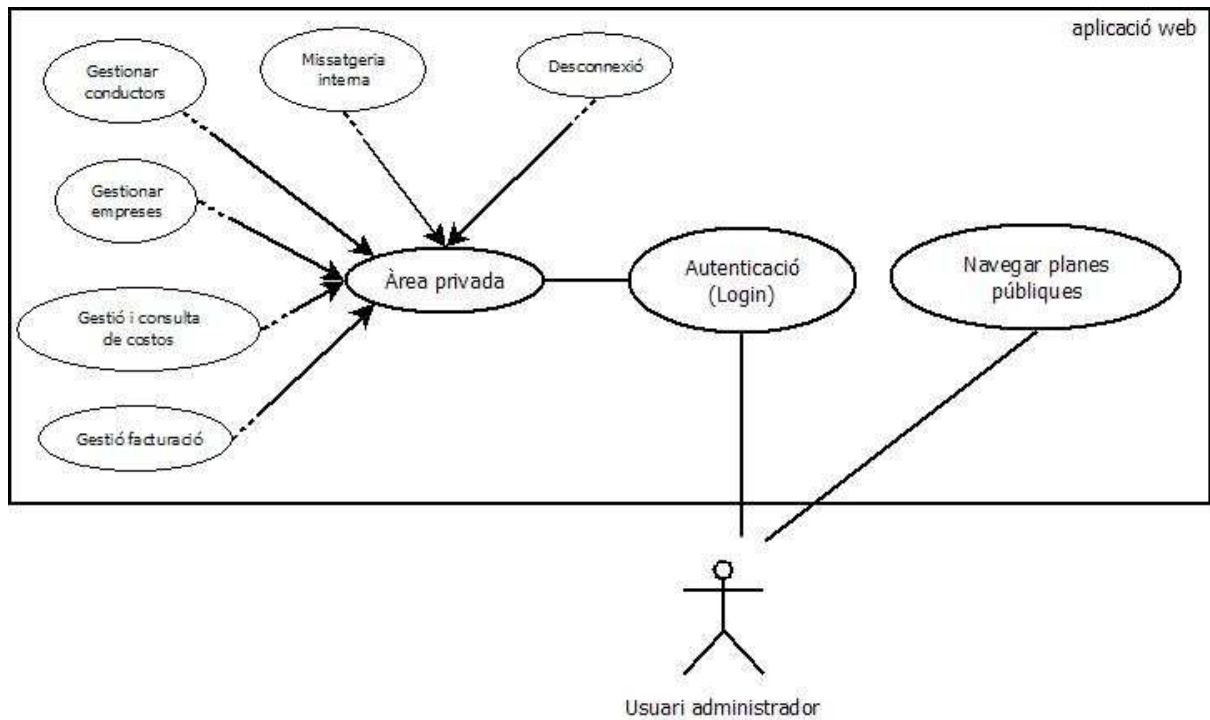 aplicació web
Gestionar
conductors
Missatgeria
interna
Desconnexió
Gestionar
empreses
Àrea privada
Autenticació
(Login)
Navegar planes
públiques
Gestió i consulta
de costos
Gestió facturació
Usuari administrador